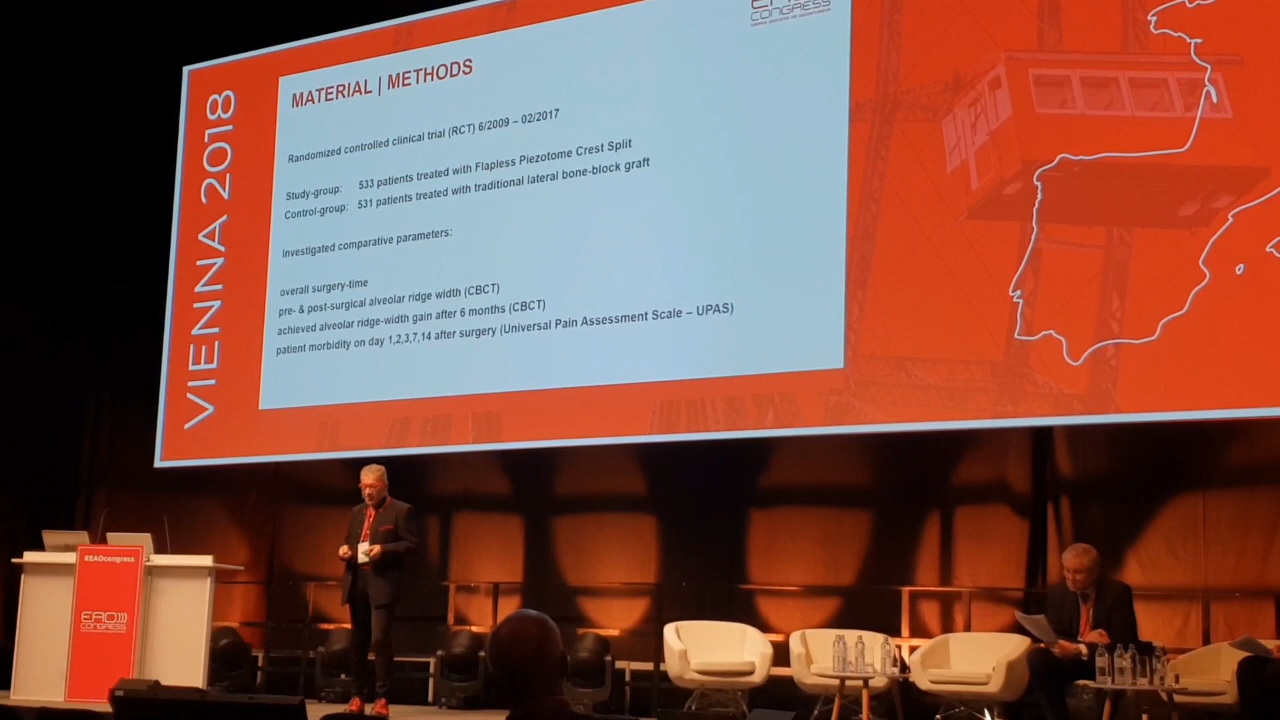 EAO
CONGRESS
VIENNA 2018
MATERIAL | METHODS
Randomized controlled clinical trial (RCT) 6/2009 – 02/2017
Study-group: 533 patients treated with Flapless Piezotome Crest Split
Control-group: 531 patients treated with traditional lateral bone-block graft
Investigated comparative parameters:
overall surgery-time
pre- & post-surgical alveolar ridge width (CBCT)
achieved alveolar ridge-width gain after 6 months (CBCT)
patient morbidity on day 1,2,3,7,14 after surgery (Universal Pain Assessment Scale – UPAS)
#EAOcongress
EAO
CONGRESS